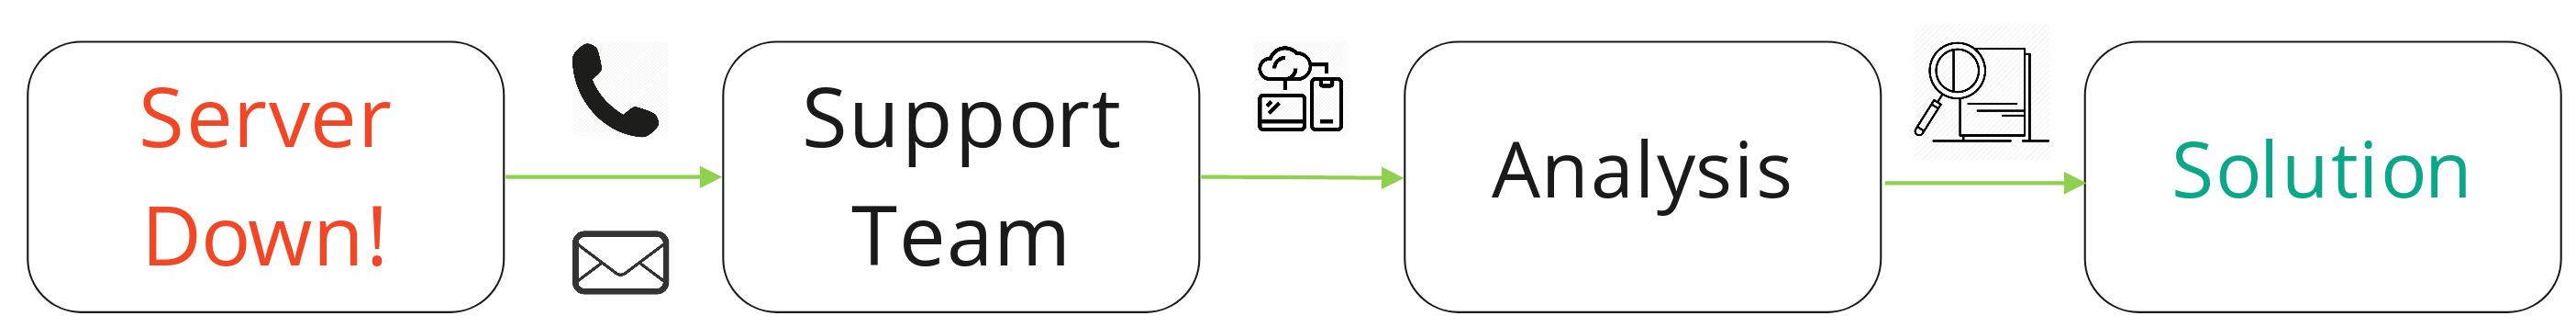 Server
Down!
Support
Team
Analysis
Solution